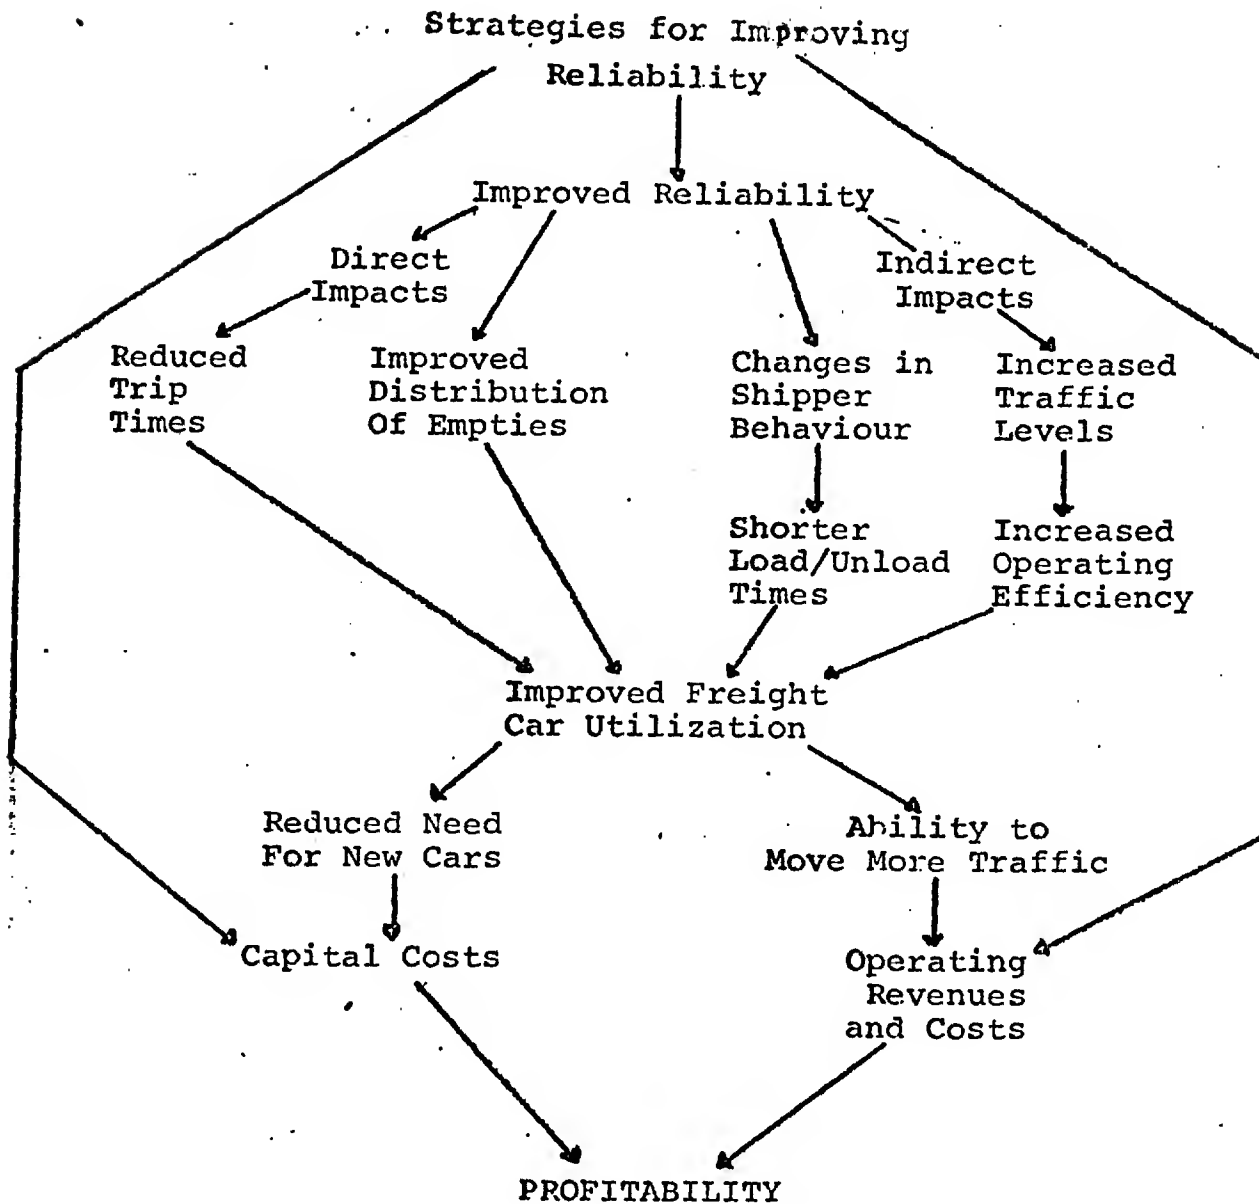 Strategies for Improving
Reliability
Improved Reliability
Direct
Impacts
Indirect
Impacts
Reduced
Trip
Times
Improved
Distribution
Of Empties
Changes in
Shipper
Behaviour
Increased
Traffic
Levels
Shorter
Load/Unload
Times
Increased
Operating
Efficiency
Improved Freight
Car Utilization
Reduced Need
For New Cars
Ability to
Move More Traffic
Capital Costs
Operating
Revenues
and Costs
PROFITABILITY